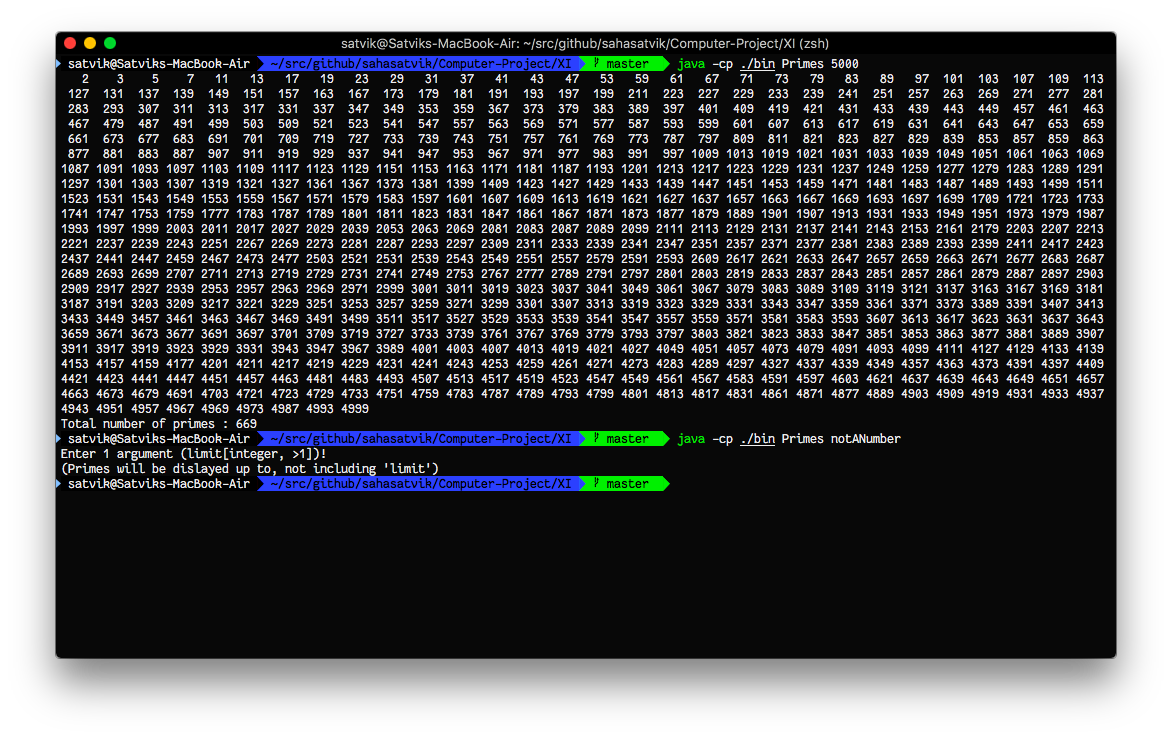 satvik@Satviks-MacBook-Air: ~/src/github/sahasatvik/Computer-Project/XI (zsh)
satvik@Satviks-MacBook-Air ~/src/github/sahasatvik/Computer-Project/XI master java -cp ./bin Primes 5000
2 3 5 7 11 13 17 19 23 29 31 37 41 43 47 53 59 61 67 71 73 79 83 89 97 101 103 107 109 113
127 131 137 139 149 151 157 163 167 173 179 181 191 193 197 199 211 223 227 229 233 239 241 251 257 263 269 271 277 281
283 293 307 311 313 317 331 337 347 349 353 359 367 373 379 383 389 397 401 409 419 421 431 433 439 443 449 457 461 463
467 479 487 491 499 503 509 521 523 541 547 557 563 569 571 577 587 593 599 601 607 613 617 619 631 641 643 647 653 659
661 673 677 683 691 701 709 719 727 733 739 743 751 757 761 769 773 787 797 809 811 821 823 827 829 839 853 857 859 863
877 881 883 887 907 911 919 929 937 941 947 953 967 971 977 983 991 997 1009 1013 1019 1021 1031 1033 1039 1049 1051 1061 1063 1069
1087 1091 1093 1097 1103 1109 1117 1123 1129 1151 1153 1163 1171 1181 1187 1193 1201 1213 1217 1223 1229 1231 1237 1249 1259 1277 1279 1283 1289 1291
1297 1301 1303 1307 1319 1321 1327 1361 1367 1373 1381 1399 1409 1423 1427 1429 1433 1439 1447 1451 1453 1459 1471 1481 1483 1487 1489 1493 1499 1511
1523 1531 1543 1549 1553 1559 1567 1571 1579 1583 1597 1601 1607 1609 1613 1619 1621 1627 1637 1657 1663 1667 1669 1693 1697 1699 1709 1721 1723 1733
1741 1747 1753 1759 1777 1783 1787 1789 1801 1811 1823 1831 1847 1861 1867 1871 1873 1877 1879 1889 1901 1907 1913 1931 1933 1949 1951 1973 1979 1987
1993 1997 1999 2003 2011 2017 2027 2029 2039 2053 2063 2069 2081 2083 2087 2089 2099 2111 2113 2129 2131 2137 2141 2143 2153 2161 2179 2203 2207 2213
2221 2237 2239 2243 2251 2267 2269 2273 2281 2287 2293 2297 2309 2311 2333 2339 2341 2347 2351 2357 2371 2377 2381 2383 2389 2393 2399 2411 2417 2423
2437 2441 2447 2459 2467 2473 2477 2503 2521 2531 2539 2543 2549 2551 2557 2579 2591 2593 2609 2617 2621 2633 2647 2657 2659 2663 2671 2677 2683 2687
2689 2693 2699 2707 2711 2713 2719 2729 2731 2741 2749 2753 2767 2777 2789 2791 2797 2801 2803 2819 2833 2837 2843 2851 2857 2861 2879 2887 2897 2903
2909 2917 2927 2939 2953 2957 2963 2969 2971 2999 3001 3011 3019 3023 3037 3041 3049 3061 3067 3079 3083 3089 3109 3119 3121 3137 3163 3167 3169 3181
3187 3191 3203 3209 3217 3221 3229 3251 3253 3257 3259 3271 3299 3301 3307 3313 3319 3323 3329 3331 3343 3347 3359 3361 3371 3373 3389 3391 3407 3413
3433 3449 3457 3461 3463 3467 3469 3491 3499 3511 3517 3527 3529 3533 3539 3541 3547 3557 3559 3571 3581 3583 3593 3607 3613 3617 3623 3631 3637 3643
3659 3671 3673 3677 3691 3697 3701 3709 3719 3727 3733 3739 3761 3767 3769 3779 3793 3797 3803 3821 3823 3833 3847 3851 3853 3863 3877 3881 3889 3907
3911 3917 3919 3923 3929 3931 3943 3947 3967 3989 4001 4003 4007 4013 4019 4021 4027 4049 4051 4057 4073 4079 4091 4093 4099 4111 4127 4129 4133 4139
4153 4157 4159 4177 4201 4211 4217 4219 4229 4231 4241 4243 4253 4259 4261 4271 4273 4283 4289 4297 4327 4337 4339 4349 4357 4363 4373 4391 4397 4409
4421 4423 4441 4447 4451 4457 4463 4481 4483 4493 4507 4513 4517 4519 4523 4547 4549 4561 4567 4583 4591 4597 4603 4621 4637 4639 4643 4649 4651 4657
4663 4673 4679 4691 4703 4721 4723 4729 4733 4751 4759 4783 4787 4789 4793 4799 4801 4813 4817 4831 4861 4871 4877 4889 4903 4909 4919 4931 4933 4937
4943 4951 4957 4967 4969 4973 4987 4993 4999
Total number of primes : 669
satvik@Satviks-MacBook-Air ~/src/github/sahasatvik/Computer-Project/XI master java -cp ./bin Primes notANumber
Enter 1 argument (limit[integer, >1])!
(Primes will be dislayed up to, not including 'limit')
satvik@Satviks-MacBook-Air ~/src/github/sahasatvik/Computer-Project/XI master